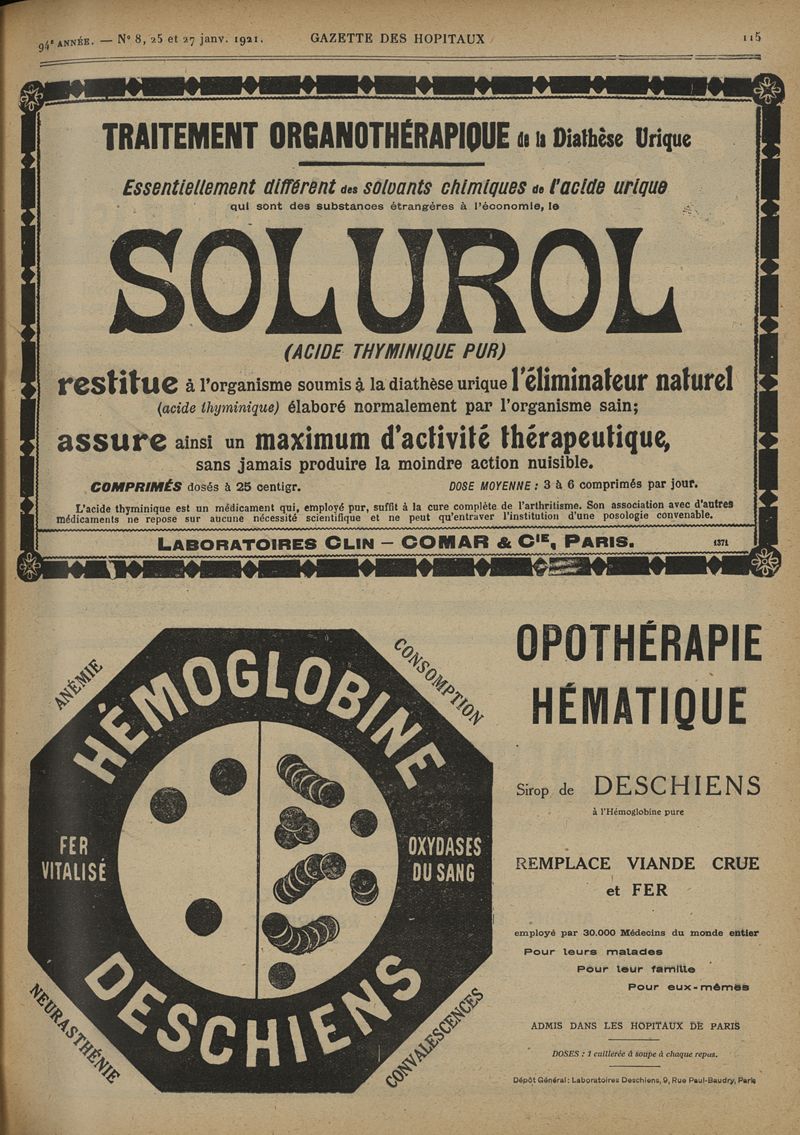 94ᵉ ANNÉE. — N° 8, 25 et 27 janv. 1921.
GAZETTE DES HOPITAUX
115
TRAITEMENT ORGANOTHÉRAPIQUE de la Diathèse Urique
Essentiellement différent des solvants chimiques de l'acide urique
qui sont des substances étrangères à l'économie, le
SOLUROL
(ACIDE THYMINIQUE PUR)
restitue à l'organisme soumis à la diathèse urique l'éliminateur naturel
(acide thyminique) élaboré normalement par l'organisme sain;
assure ainsi un maximum d'activité thérapeutique,
sans jamais produire la moindre action nuisible.
COMPRIMÉS dosés à 25 centigr.
DOSE MOYENNE : 3 à 6 comprimés par jour.
L'acide thyminique est un médicament qui, employé pur, suffit à la cure complète de l'arthritisme. Son association avec d'autres
médicaments ne repose sur aucune nécessité scientifique et ne peut qu'entraver l'institution d'une posologie convenable.
LABORATOIRES CLIN — COMAR & Cᴵᴱ, PARIS.
1371
ANÉMIE
CONSOMPTION
HÉMOGLOBINE
FER
VITALISÉ
OXYDASES
DU SANG
DESCHIENS
NEURASTHÉNIE
CONVALESCENCES
OPOTHÉRAPIE
HÉMATIQUE
Sirop de DESCHIENS
à l'Hémoglobine pure
REMPLACE VIANDE CRUE
et FER
employé par 30.000 Médecins du monde entier
Pour leurs malades
Pour leur famille
Pour eux-mêmes
ADMIS DANS LES HOPITAUX DE PARIS
DOSES : 1 cuillerée à soupe à chaque repas.
Dépôt Général : Laboratoires Deschiens, 9, Rue Paul-Baudry, Paris